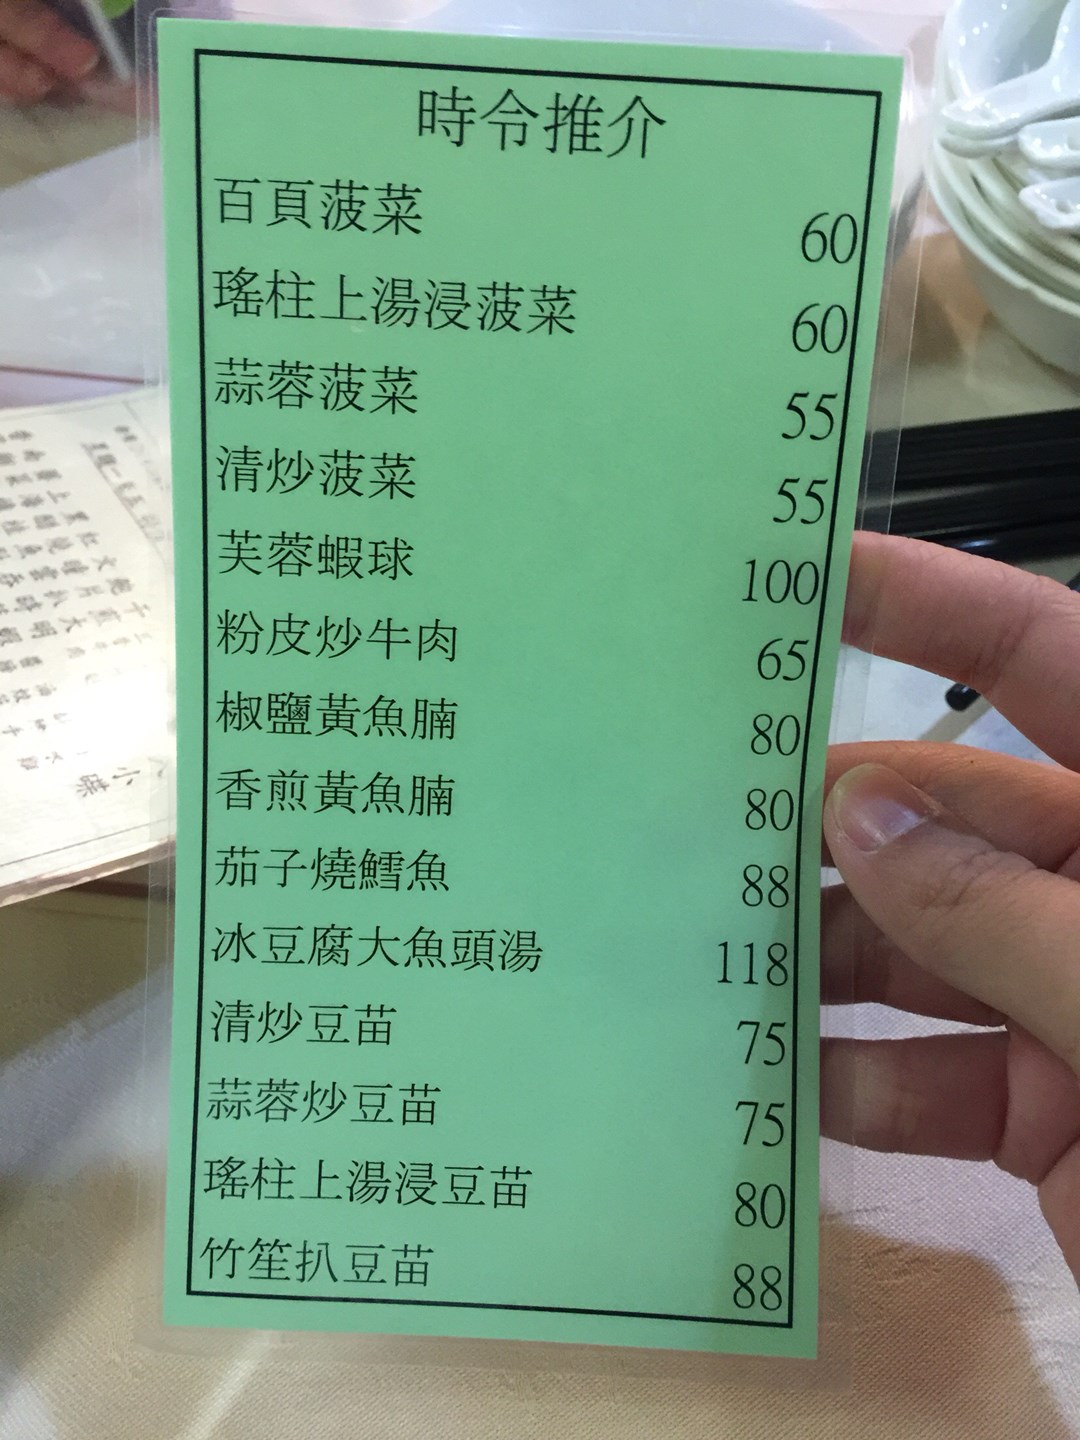 時令推介
百頁菠菜 60
瑤柱上湯浸菠菜 60
蒜蓉菠菜 55
清炒菠菜 55
芙蓉蝦球 100
粉皮炒牛肉 65
椒鹽黃魚腩 80
香煎黃魚腩 80
茄子燒鱈魚 88
冰豆腐大魚頭湯 118
清炒豆苗 75
蒜蓉炒豆苗 75
瑤柱上湯浸豆苗 80
竹笙扒豆苗 88
小碟